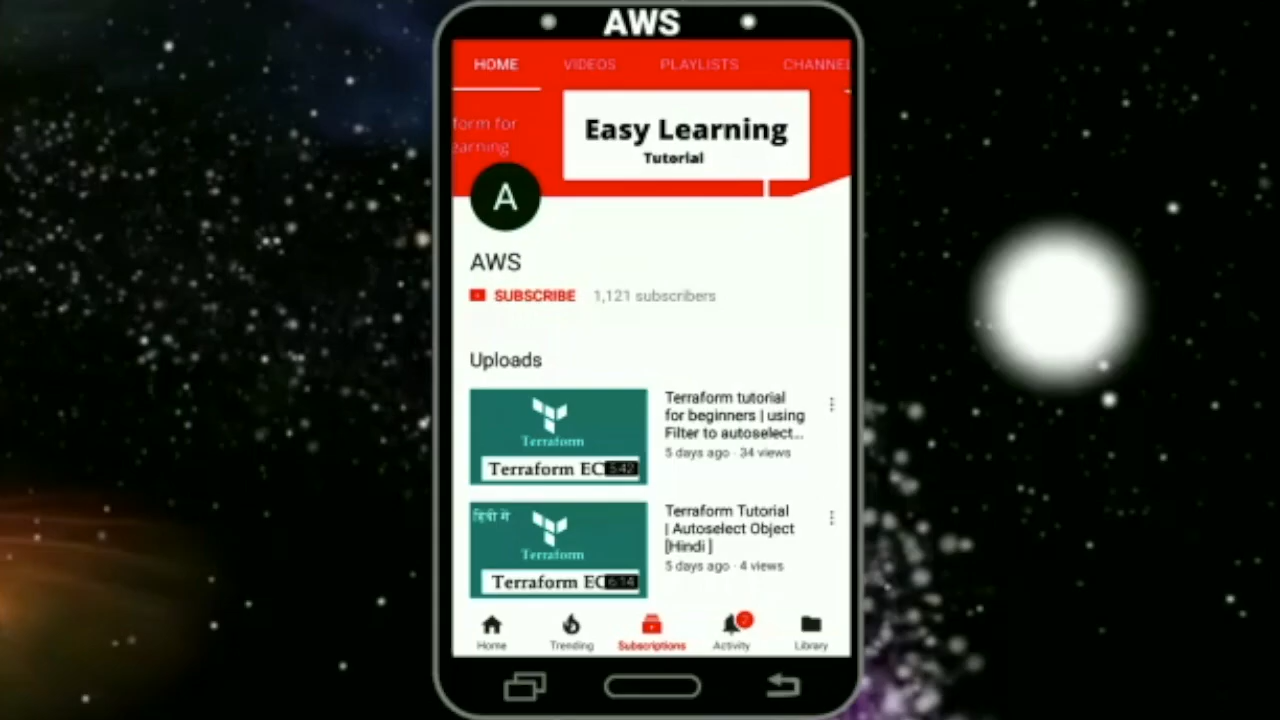 AWS
HOME VIDEOS PLAYLISTS CHANNEL
form for
earning
Easy Learning
Tutorial
A
AWS
SUBSCRIBE 1,121 subscribers
Uploads
Terraform
Terraform EC
5:42
Terraform tutorial
for beginners | using
Filter to autoselect...
5 days ago · 34 views
हिंदी में
Terraform
Terraform EC
6:14
Terraform Tutorial
| Autoselect Object
[Hindi ]
5 days ago · 4 views
Home Trending Subscriptions Activity Library